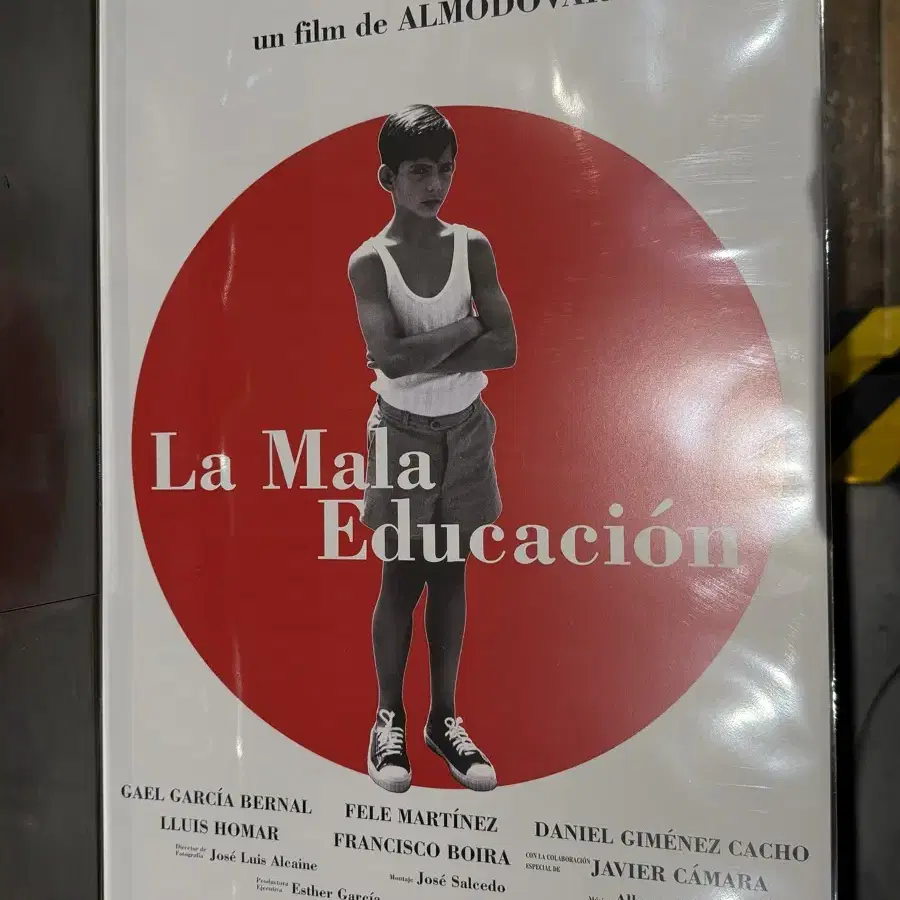 un film de ALMODOVAR
La Mala
Educación
GAEL GARCÍA BERNAL FELE MARTÍNEZ DANIEL GIMÉNEZ CACHO
LLUIS HOMAR FRANCISCO BOIRA CON LA COLABORACIÓN ESPECIAL DE JAVIER CÁMARA
Director de Fotografía José Luis Alcaine Montaje José Salcedo
Productora Ejecutiva Esther García